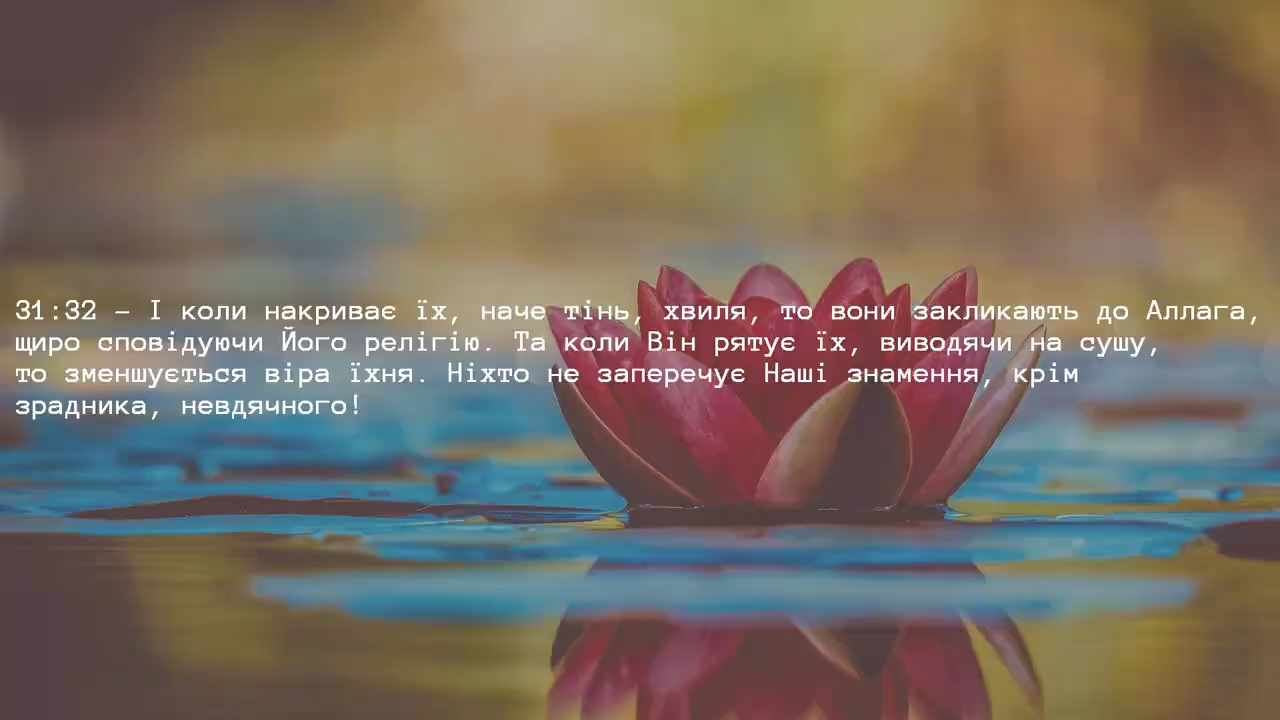 31:32 – І коли накриває їх, наче тінь, хвиля, то вони закликають до Аллага,
щиро сповідуючи Його релігію. Та коли Він рятує їх, виводячи на сушу,
то зменшується віра їхня. Ніхто не заперечує Наші знамення, крім
зрадника, невдячного!